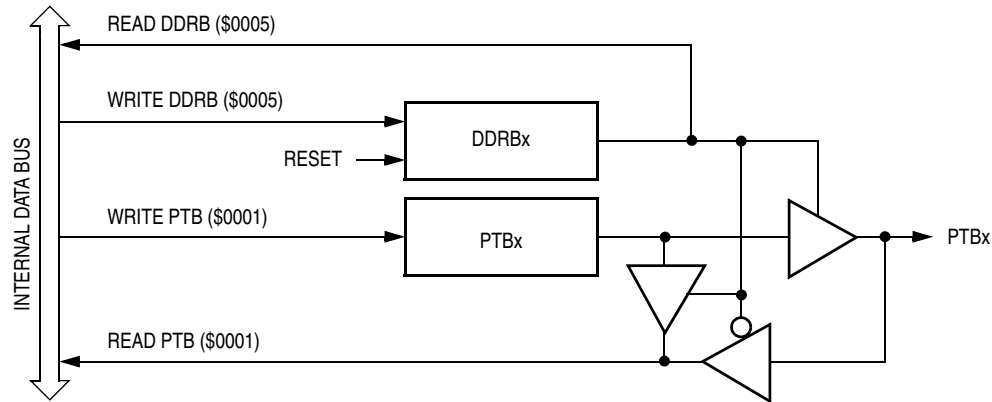 READ DDRB ($0005)
WRITE DDRB ($0005)
DDRBx
RESET
WRITE PTB ($0001)
PTBx
PTBx
READ PTB ($0001)
INTERNAL DATA BUS